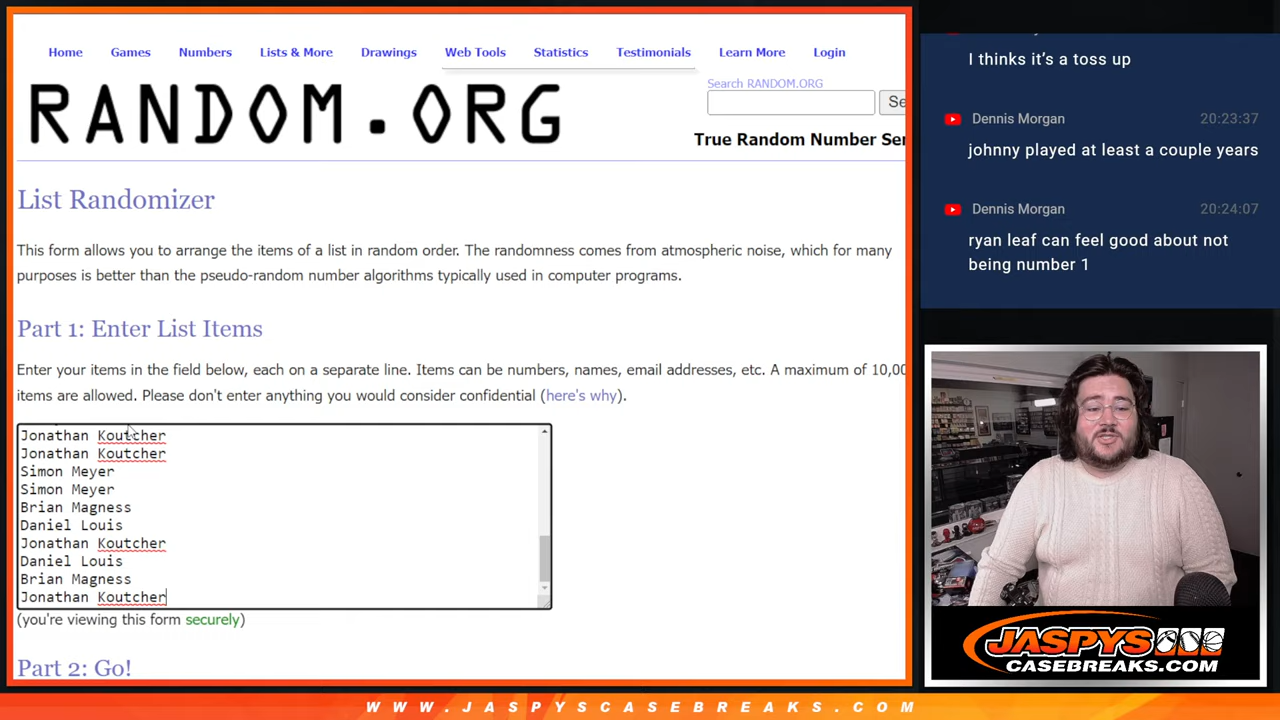 Home Games Numbers Lists & More Drawings Web Tools Statistics Testimonials Learn More Login
RANDOM.ORG
Search RANDOM.ORG
True Random Number
List Randomizer
This form allows you to arrange the items of a list in random order. The randomness comes from atmospheric noise, which for many
purposes is better than the pseudo-random number algorithms typically used in computer programs.
Part 1: Enter List Items
Enter your items in the field below, each on a separate line. Items can be numbers, names, email addresses, etc. A maximum of
items are allowed. Please don't enter anything you would consider confidential (here's why).
Jonathan Koutcher
Jonathan Koutcher
Simon Meyer
Simon Meyer
Brian Magness
Daniel Louis
Jonathan Koutcher
Daniel Louis
Brian Magness
Jonathan Koutcher
(you're viewing this form securely)
Part 2: Go!
I thinks it’s a toss up
Dennis Morgan 20:23:37
johnny played at least a couple years
Dennis Morgan 20:24:07
ryan leaf can feel good about not
being number 1
JASPYS
CASEBREAKS.COM
WWW.JASPYSCASEBREAKS.COM